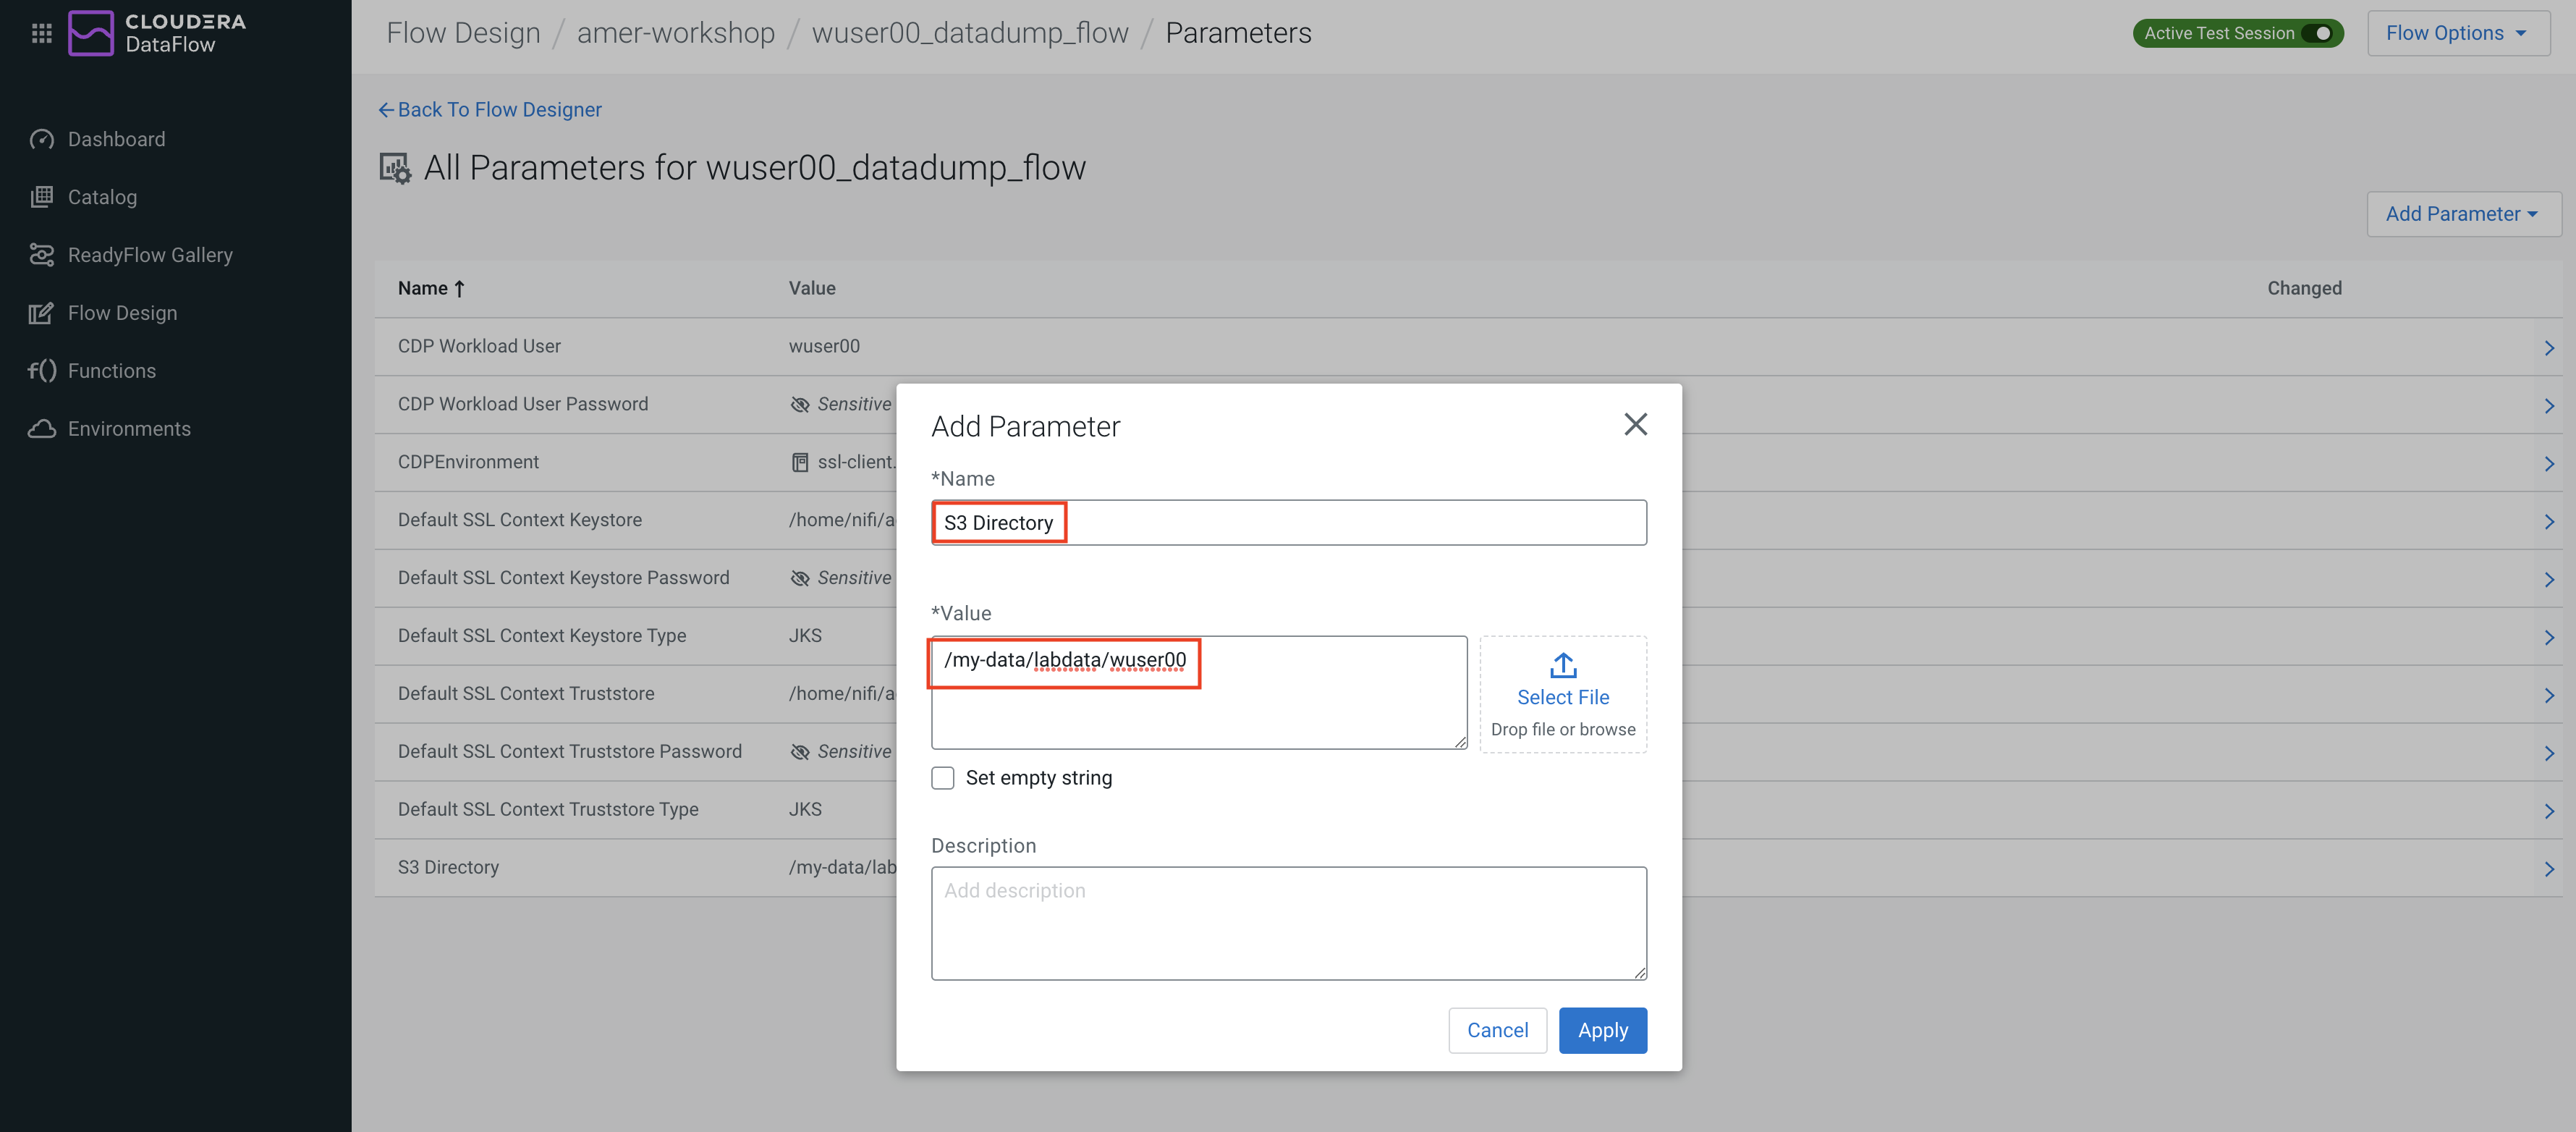 CLOUDERA
DataFlow
Dashboard
Catalog
ReadyFlow Gallery
Flow Design
f() Functions
Environments
Flow Design / amer-workshop / wuser00_datadump_flow / Parameters
Active Test Session
Flow Options
Back To Flow Designer
All Parameters for wuser00_datadump_flow
Add Parameter
Name Value Changed
CDP Workload User wuser00
CDP Workload User Password Sensitive
CDPEnvironment ssl-client.
Default SSL Context Keystore /home/nifi/a
Default SSL Context Keystore Password Sensitive
Default SSL Context Keystore Type JKS
Default SSL Context Truststore /home/nifi/a
Default SSL Context Truststore Password Sensitive
Default SSL Context Truststore Type JKS
S3 Directory /my-data/lab
Add Parameter
*Name
S3 Directory
*Value
/my-data/labdata/wuser00
Select File
Drop file or browse
Set empty string
Description
Add description
Cancel
Apply